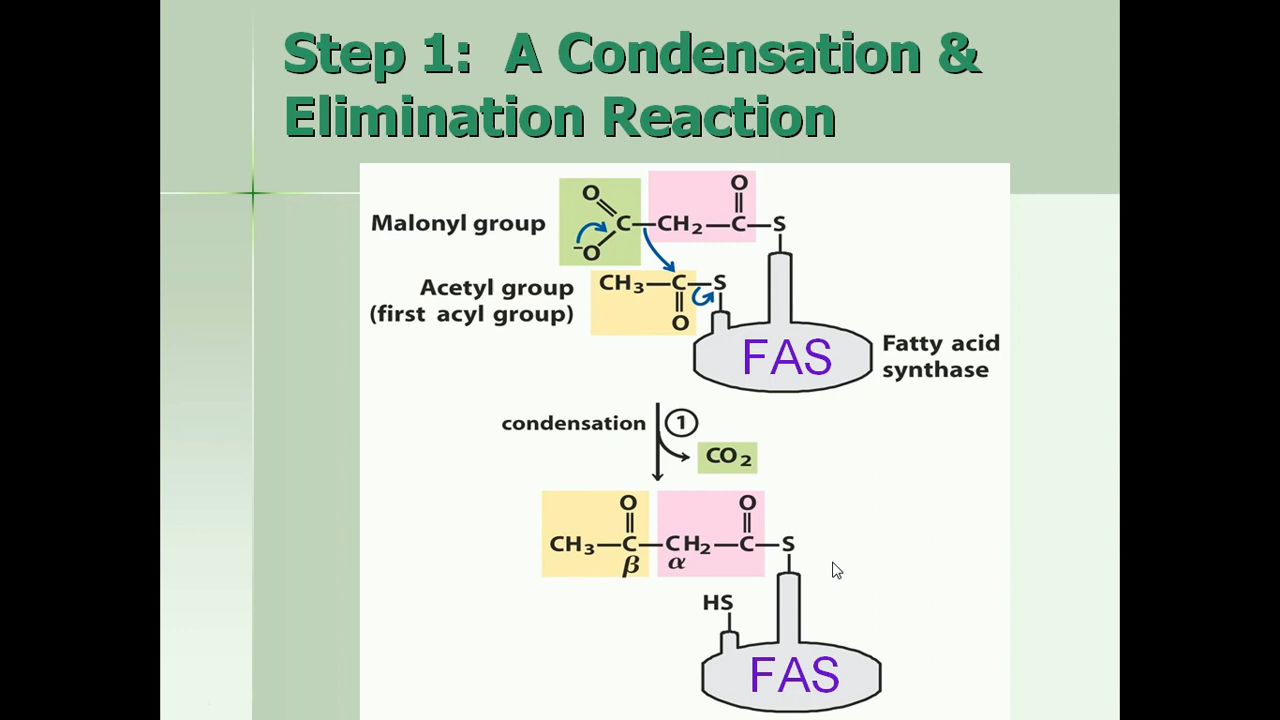 Step 1: A Condensation &
Elimination Reaction
O O
Malonyl group C—CH₂—C—S
⁻O
Acetyl group CH₃—C—S
(first acyl group) O
FAS
Fatty acid
synthase
condensation 1
CO₂
O O
CH₃—C—CH₂—C—S
β α
HS
FAS